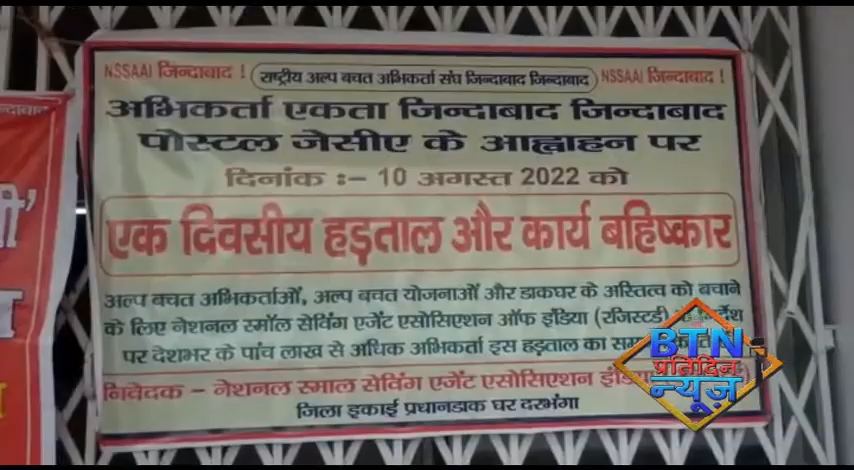 NSSAAI जिन्दाबाद !
राष्ट्रीय अल्प बचत अभिकर्ता संघ जिन्दाबाद जिन्दाबाद
NSSAAI जिन्दाबाद !
अभिकर्ता एकता जिन्दाबाद जिन्दाबाद
पोस्टल जेसीए के आह्वाहन पर
दिनांक :– 10 अगस्त 2022 को
एक दिवसीय हड़ताल और कार्य बहिष्कार
अल्प बचत अभिकर्ताओं, अल्प बचत योजनाओं और डाकघर के अस्तित्व को बचाने
के लिए नेशनल स्मॉल सेविंग एजेंट एसोसिएशन ऑफ इंडिया (रजिस्टर्ड)
पर देशभर के पांच लाख से अधिक अभिकर्ता इस हड़ताल का
निवेदक – नेशनल स्माल सेविंग एजेंट एसोसिएशन
जिला इकाई प्रधानडाक घर दरभंगा
BTN
प्रतिदिन
न्यूज़